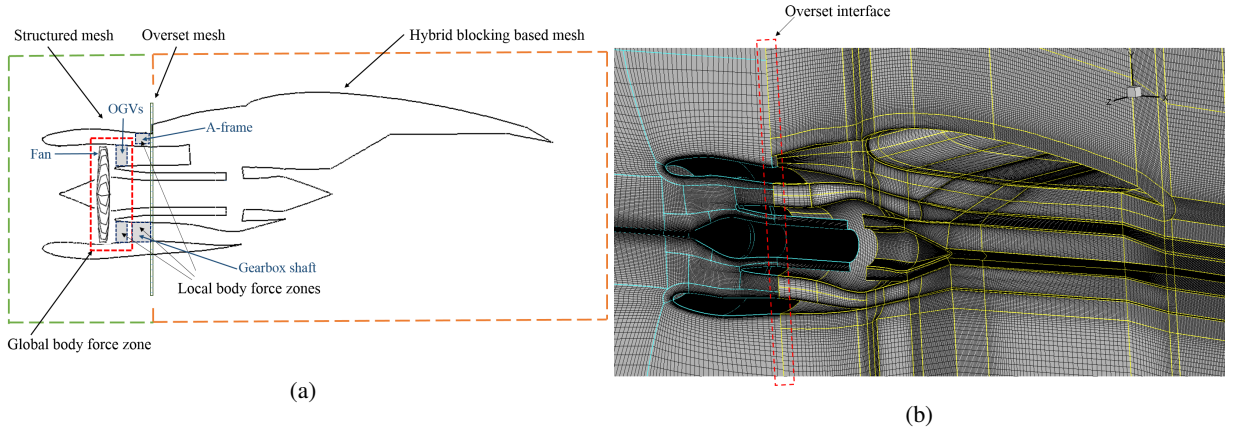 Overset interface
Structured mesh
Overset mesh
Hybrid blocking based mesh
OGVs
A-frame
Fan
Gearbox shaft
Local body force zones
Global body force zone
Z
X
(a)
(b)